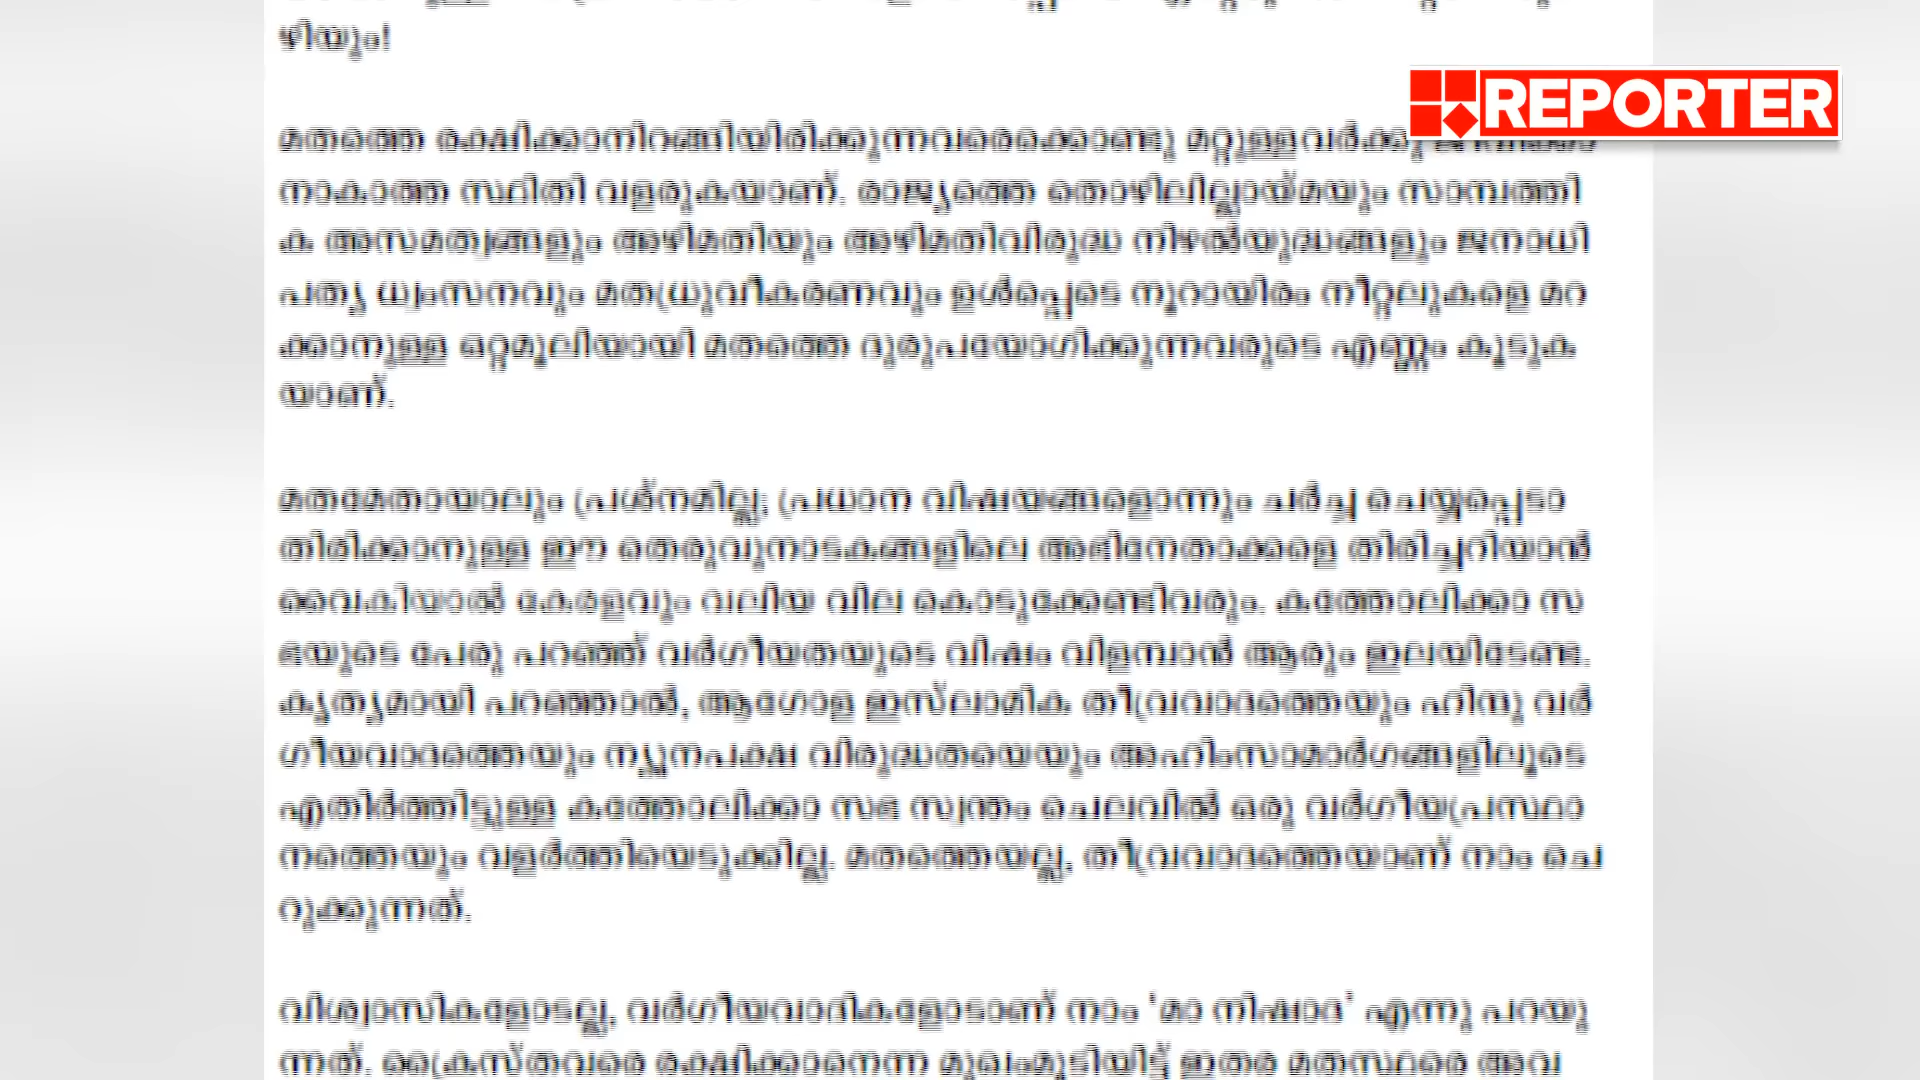 ഴിയും!
REPORTER
മതത്തെ രക്ഷിക്കാനിറങ്ങിയിരിക്കുന്നവരെക്കൊണ്ടു മറ്റുള്ളവർക്കു
നാകാത്ത സ്ഥിതി വളരുകയാണ്. രാജ്യത്തെ തൊഴിലില്ലായ്മയും സാമ്പത്തി
ക അസമത്വങ്ങളും അഴിമതിയും അഴിമതിവിരുദ്ധ നിഴൽയുദ്ധങ്ങളും ജനാധി
പത്യ ധ്വംസനവും മതധ്രുവീകരണവും ഉൾപ്പെടെ നൂറായിരം നീറ്റലുകളെ മറ
ക്കാനുള്ള ഒറ്റമൂലിയായി മതത്തെ ദുരുപയോഗിക്കുന്നവരുടെ എണ്ണം കൂടുക
യാണ്.
മതമേതായാലും പ്രശ്നമില്ല; പ്രധാന വിഷയങ്ങളൊന്നും ചർച്ച ചെയ്യപ്പെടാ
തിരിക്കാനുള്ള ഈ തെരുവുനാടകങ്ങളിലെ അഭിനേതാക്കളെ തിരിച്ചറിയാൻ
വൈകിയാൽ കേരളവും വലിയ വില കൊടുക്കേണ്ടിവരും. കത്തോലിക്കാ സ
ഭയുടെ പേരു പറഞ്ഞ് വർഗീയതയുടെ വിഷം വിളമ്പാൻ ആരും ഇലയിടേണ്ട.
കൃത്യമായി പറഞ്ഞാൽ, ആഗോള ഇസ്‌ലാമിക തീവ്രവാദത്തെയും ഹിന്ദു വർ
ഗീയവാദത്തെയും ന്യൂനപക്ഷ വിരുദ്ധതയെയും അഹിംസാമാർഗങ്ങളിലൂടെ
എതിർത്തിട്ടുള്ള കത്തോലിക്കാ സഭ സ്വന്തം ചെലവിൽ ഒരു വർഗീയപ്രസ്ഥാ
നത്തെയും വളർത്തിയെടുക്കില്ല. മതത്തെയല്ല, തീവ്രവാദത്തെയാണ് നാം ചെ
റുക്കുന്നത്.
വിശ്വാസികളോടല്ല, വർഗീയവാദികളോടാണ് നാം 'മാ നിഷാദ' എന്നു പറയു
ന്നത്. ക്രൈസ്തവരെ രക്ഷിക്കാനെന്ന മുഖംമൂടിയിട്ട് ഇതര മതസ്ഥരെ അവ